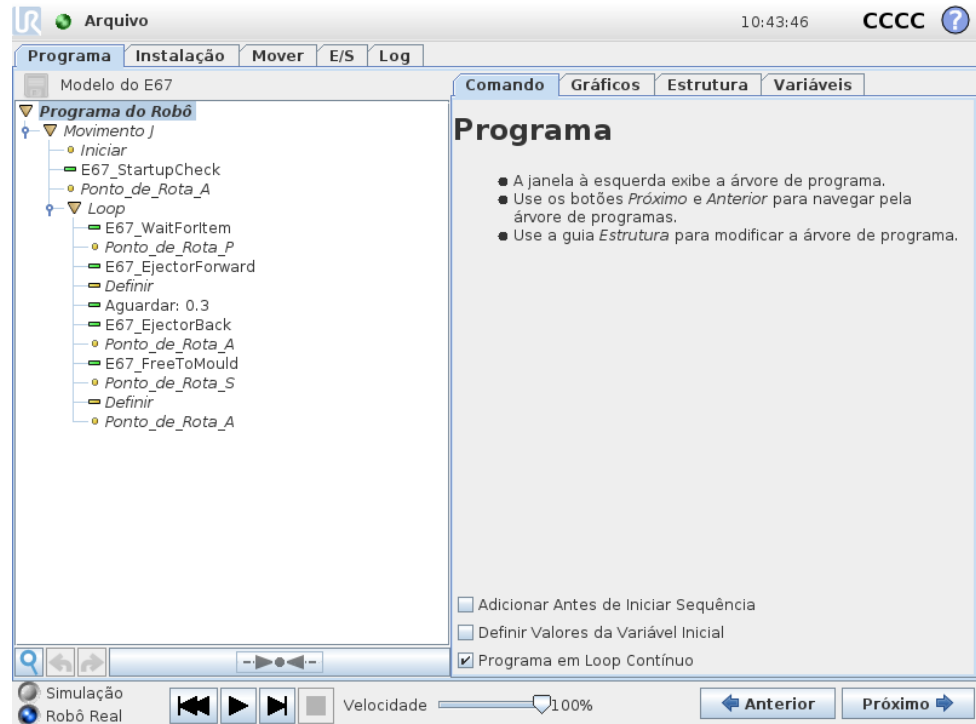 UR Arquivo 10:43:46 CCCC ?
Programa Instalação Mover E/S Log
Modelo do E67
Programa do Robô
Movimento J
Iniciar
E67_StartupCheck
Ponto_de_Rota_A
Loop
E67_WaitForItem
Ponto_de_Rota_P
E67_EjectorForward
Definir
Aguardar: 0.3
E67_EjectorBack
Ponto_de_Rota_A
E67_FreeToMould
Ponto_de_Rota_S
Definir
Ponto_de_Rota_A
Comando Gráficos Estrutura Variáveis
Programa
A janela à esquerda exibe a árvore de programa.
Use os botões Próximo e Anterior para navegar pela
árvore de programas.
Use a guia Estrutura para modificar a árvore de programa.
Adicionar Antes de Iniciar Sequência
Definir Valores da Variável Inicial
Programa em Loop Contínuo
Simulação
Robô Real
Velocidade 100%
Anterior Próximo